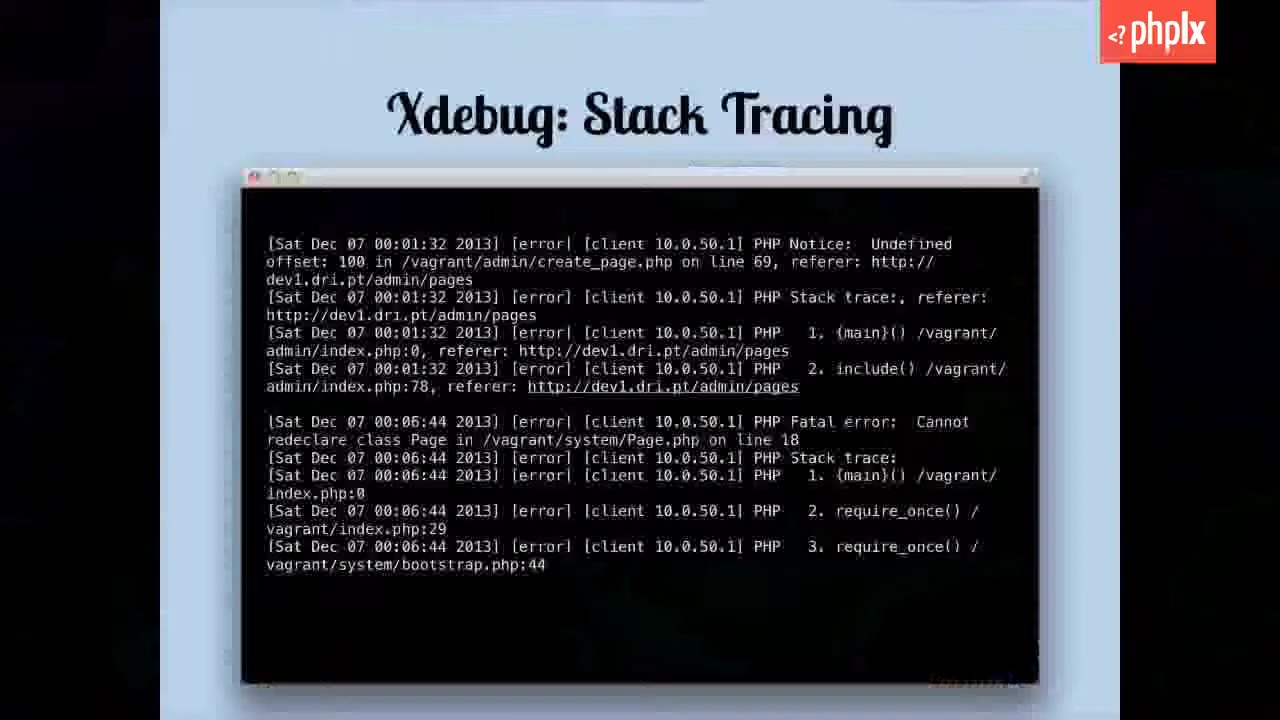 <? phplx
Xdebug: Stack Tracing
[Sat Dec 07 00:01:32 2013] [error] [client 10.0.50.1] PHP Notice:  Undefined
offset: 100 in /vagrant/admin/create_page.php on line 69, referer: http://
dev1.dri.pt/admin/pages
[Sat Dec 07 00:01:32 2013] [error] [client 10.0.50.1] PHP Stack trace:, referer:
http://dev1.dri.pt/admin/pages
[Sat Dec 07 00:01:32 2013] [error] [client 10.0.50.1] PHP   1. {main}() /vagrant/
admin/index.php:0, referer: http://dev1.dri.pt/admin/pages
[Sat Dec 07 00:01:32 2013] [error] [client 10.0.50.1] PHP   2. include() /vagrant/
admin/index.php:78, referer: http://dev1.dri.pt/admin/pages
[Sat Dec 07 00:06:44 2013] [error] [client 10.0.50.1] PHP Fatal error:  Cannot
redeclare class Page in /vagrant/system/Page.php on line 18
[Sat Dec 07 00:06:44 2013] [error] [client 10.0.50.1] PHP Stack trace:
[Sat Dec 07 00:06:44 2013] [error] [client 10.0.50.1] PHP   1. {main}() /vagrant/
index.php:0
[Sat Dec 07 00:06:44 2013] [error] [client 10.0.50.1] PHP   2. require_once() /
vagrant/index.php:29
[Sat Dec 07 00:06:44 2013] [error] [client 10.0.50.1] PHP   3. require_once() /
vagrant/system/bootstrap.php:44